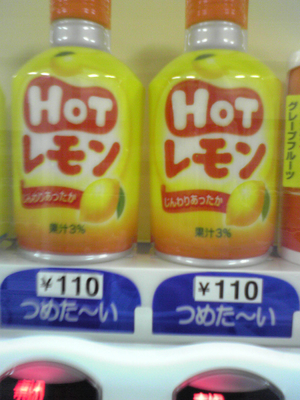 HOT
レモン
じんわりあったか
果汁3%
HOT
レモン
じんわりあったか
果汁3%
グレープフルーツ
¥110
つめた〜い
¥110
つめた〜い